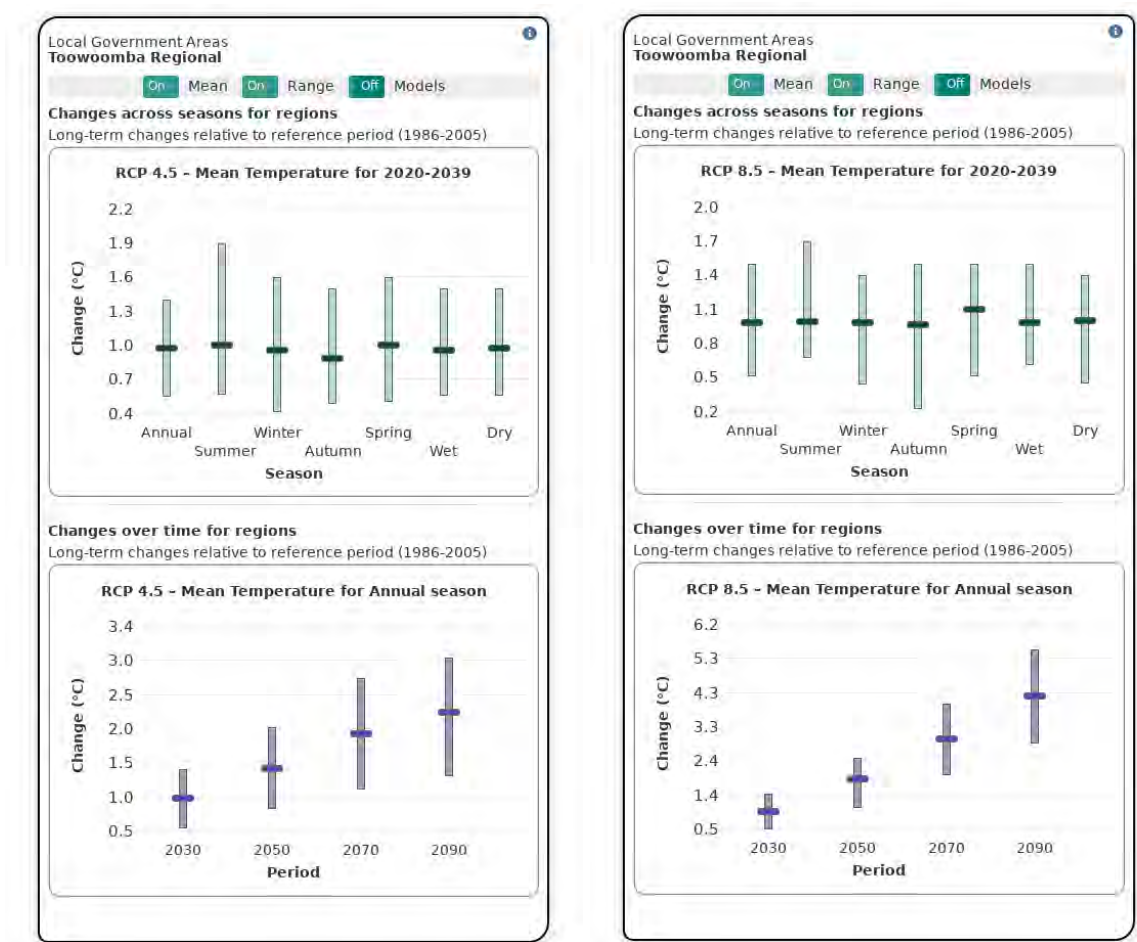 Local Government Areas
Toowoomba Regional
On Mean On Range Off Models
Changes across seasons for regions
Long-term changes relative to reference period (1986-2005)
RCP 4.5 – Mean Temperature for 2020-2039
2.2
1.9
1.6
1.3
1.0
0.7
0.4
Change (°C)
Annual Winter Spring Dry
Summer Autumn Wet
Season
Changes over time for regions
Long-term changes relative to reference period (1986-2005)
RCP 4.5 – Mean Temperature for Annual season
3.4
3.0
2.5
2.0
1.5
1.0
0.5
Change (°C)
2030 2050 2070 2090
Period
Local Government Areas
Toowoomba Regional
On Mean On Range Off Models
Changes across seasons for regions
Long-term changes relative to reference period (1986-2005)
RCP 8.5 – Mean Temperature for 2020-2039
2.0
1.7
1.4
1.1
0.8
0.5
0.2
Change (°C)
Annual Winter Spring Dry
Summer Autumn Wet
Season
Changes over time for regions
Long-term changes relative to reference period (1986-2005)
RCP 8.5 – Mean Temperature for Annual season
6.2
5.3
4.3
3.3
2.4
1.4
0.5
Change (°C)
2030 2050 2070 2090
Period